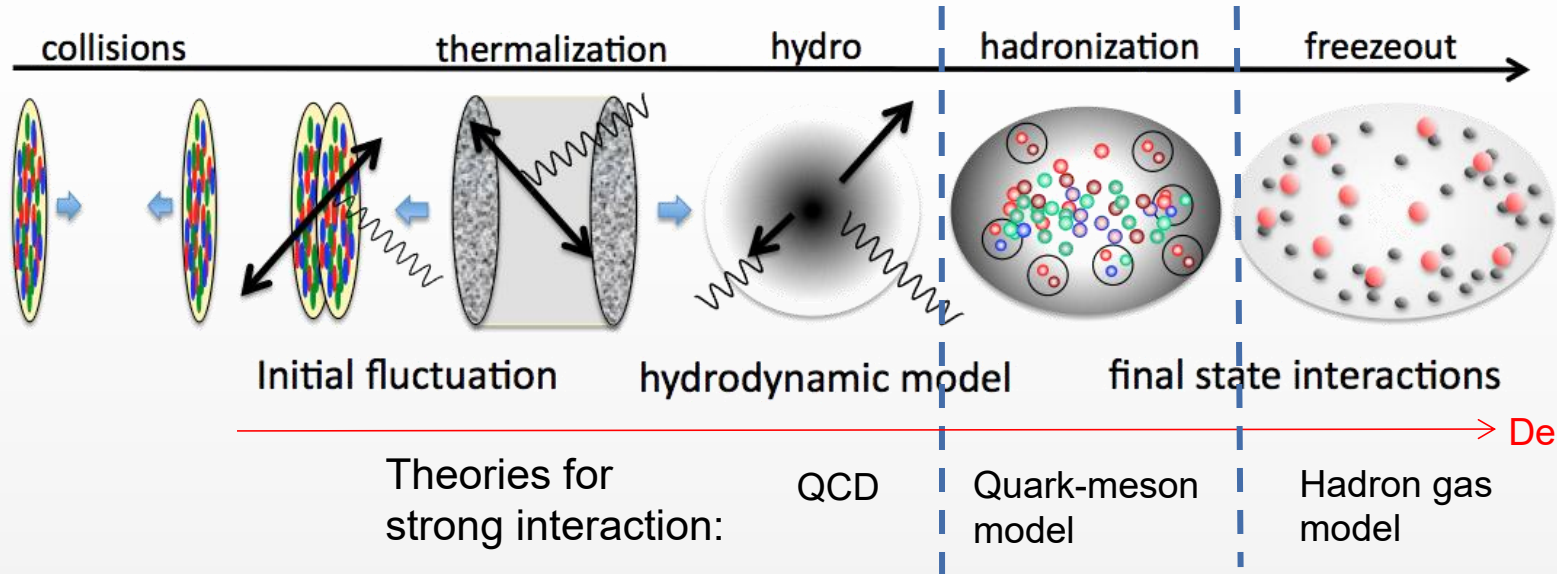 collisions thermalization hydro hadronization freezeout
Initial fluctuation hydrodynamic model final state interactions
De
Theories for
strong interaction:
QCD
Quark-meson
model
Hadron gas
model